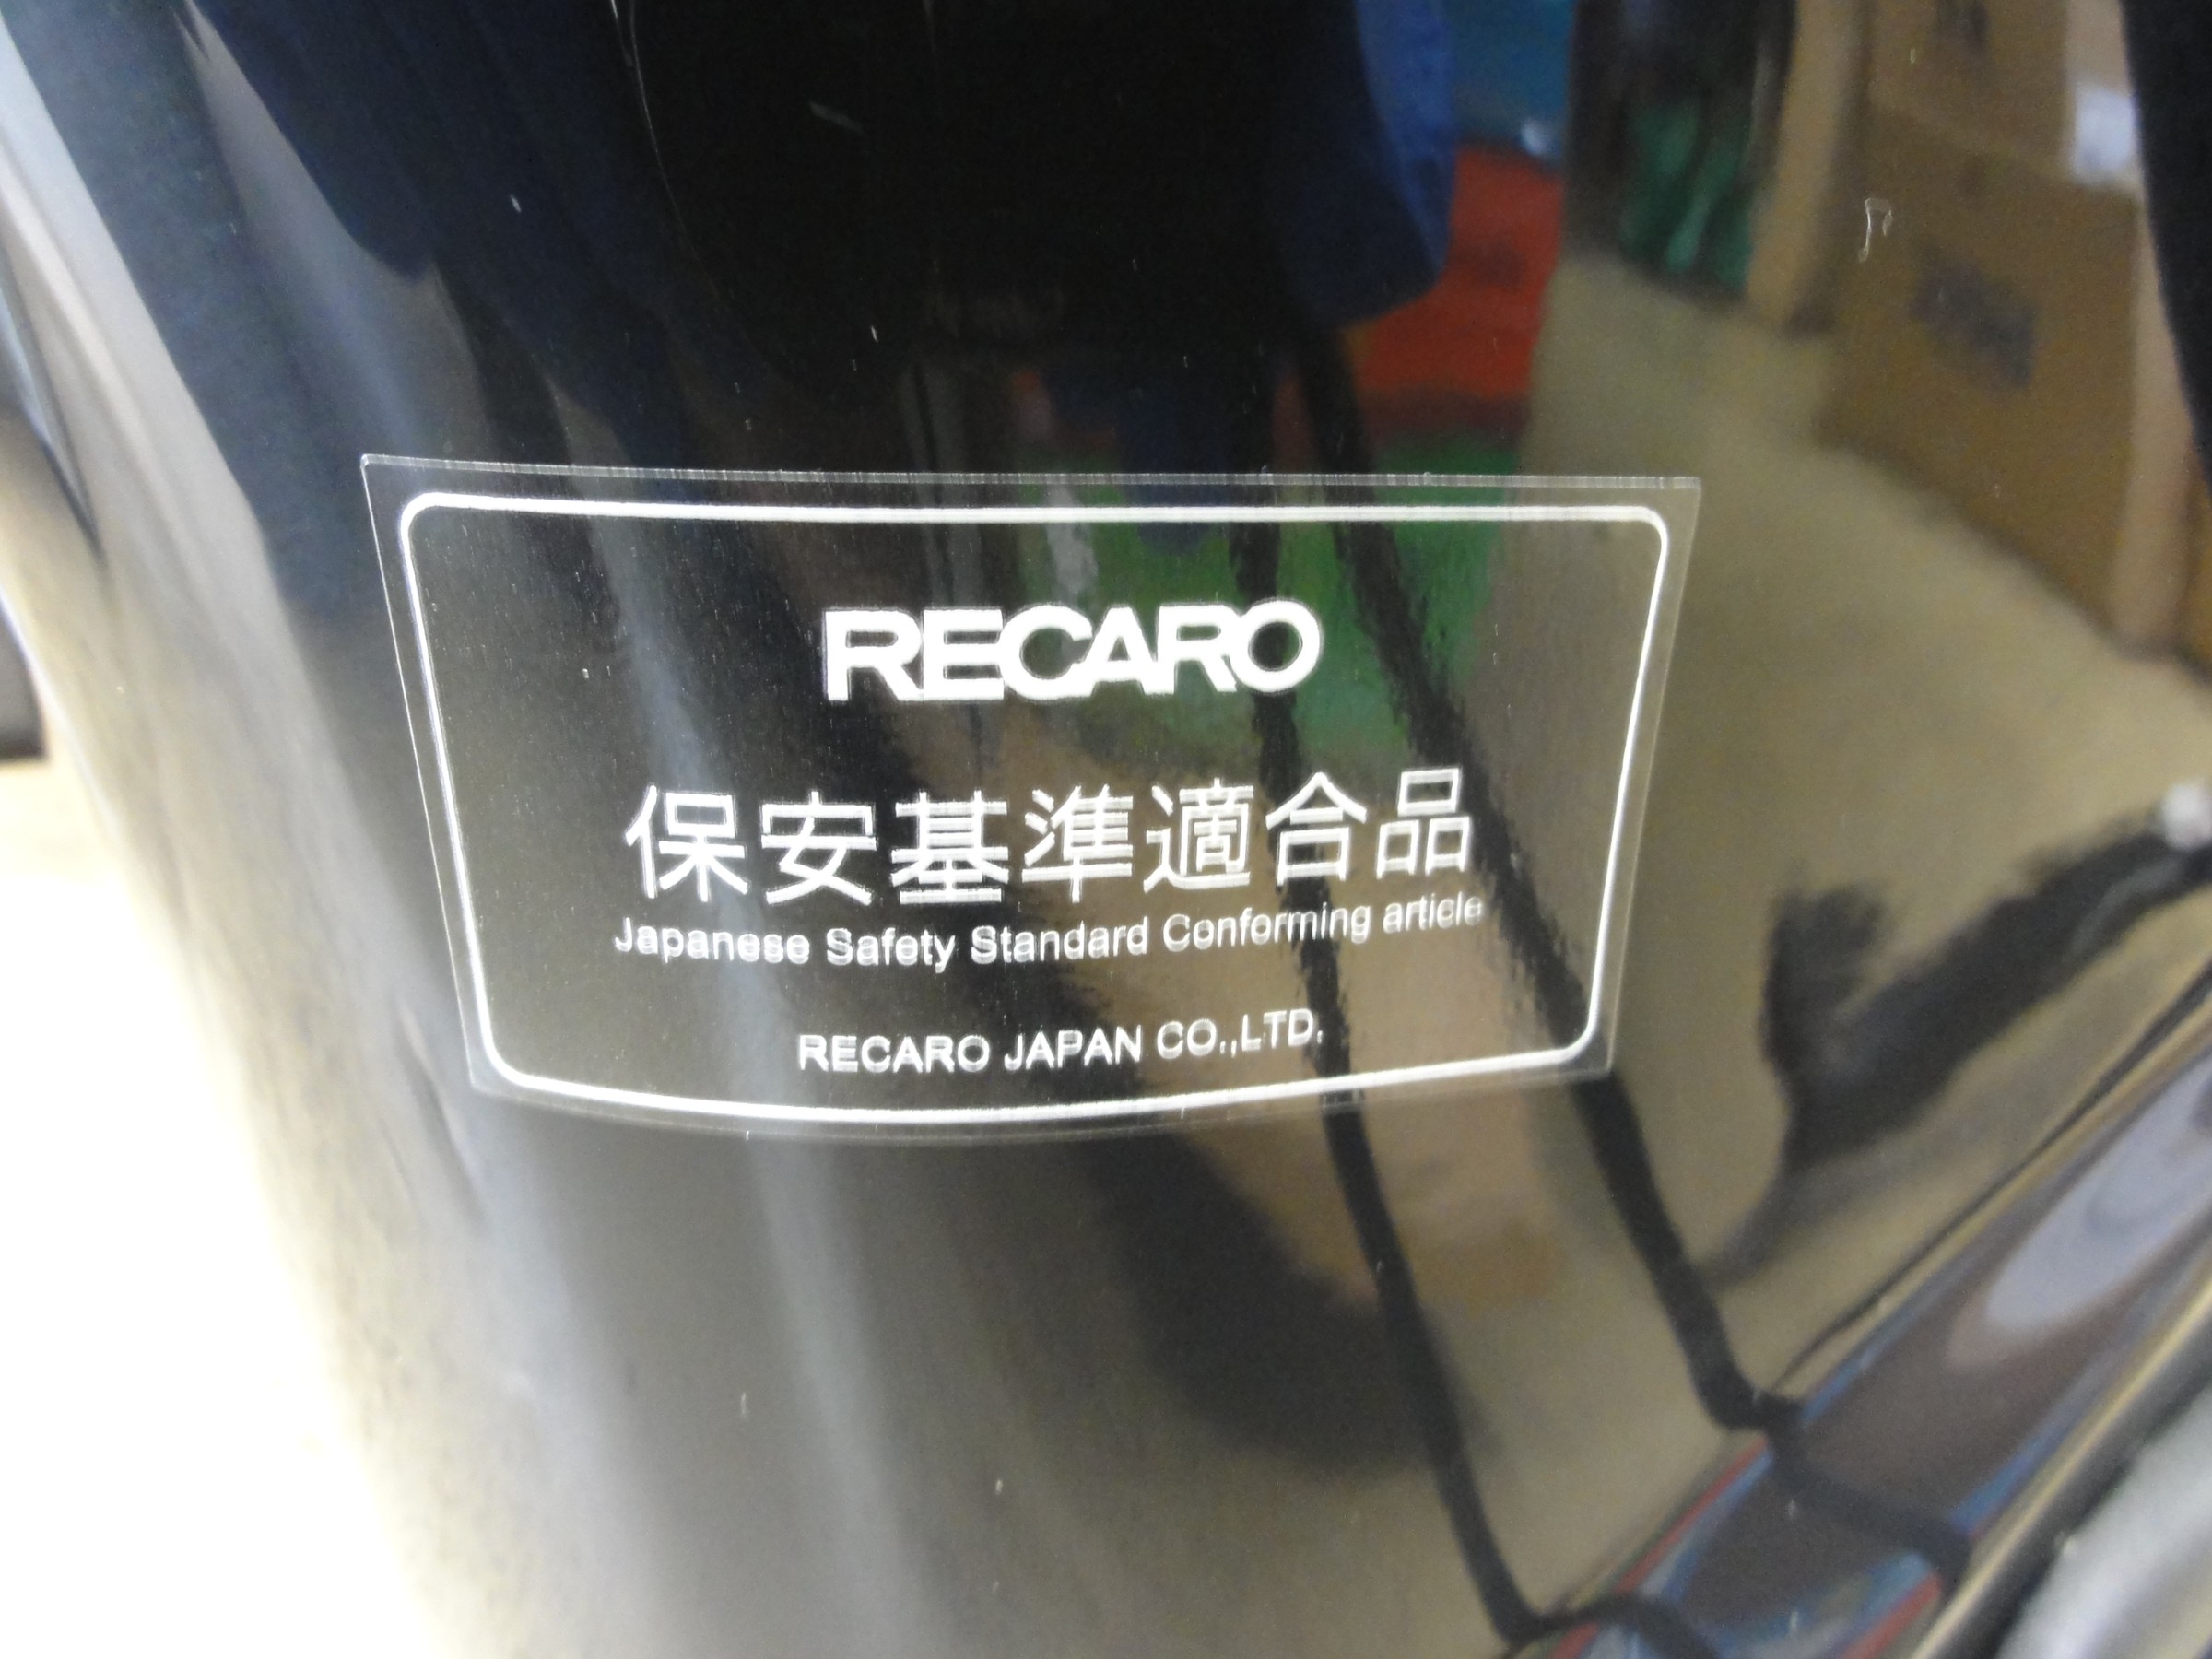 RECARO
保安基準適合品
Japanese Safety Standard Conforming article
RECARO JAPAN CO.,LTD.